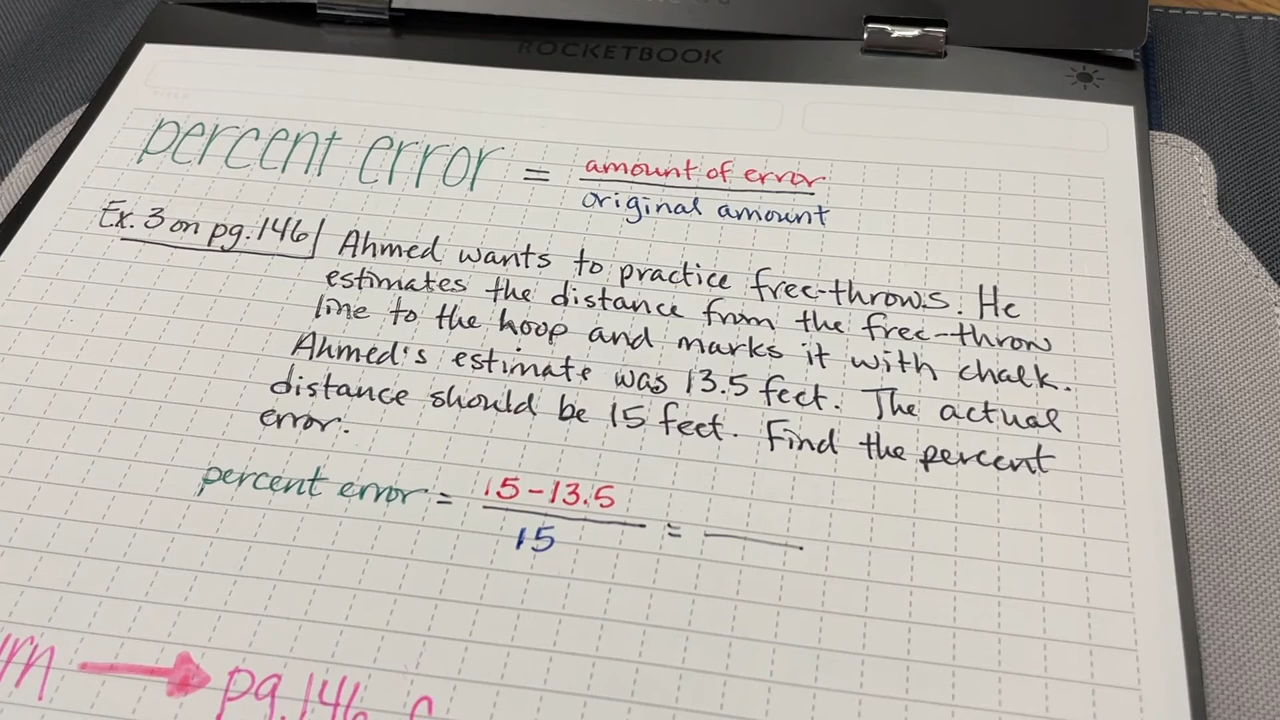 ROCKETBOOK
TITLE
percent error = amount of error
original amount
Ex. 3 on pg. 146 Ahmed wants to practice free-throws. He
estimates the distance from the free-throw
line to the hoop and marks it with chalk.
Ahmed's estimate was 13.5 feet. The actual
distance should be 15 feet. Find the percent
error.
percent error = 15-13.5
15
=
→ pg. 146